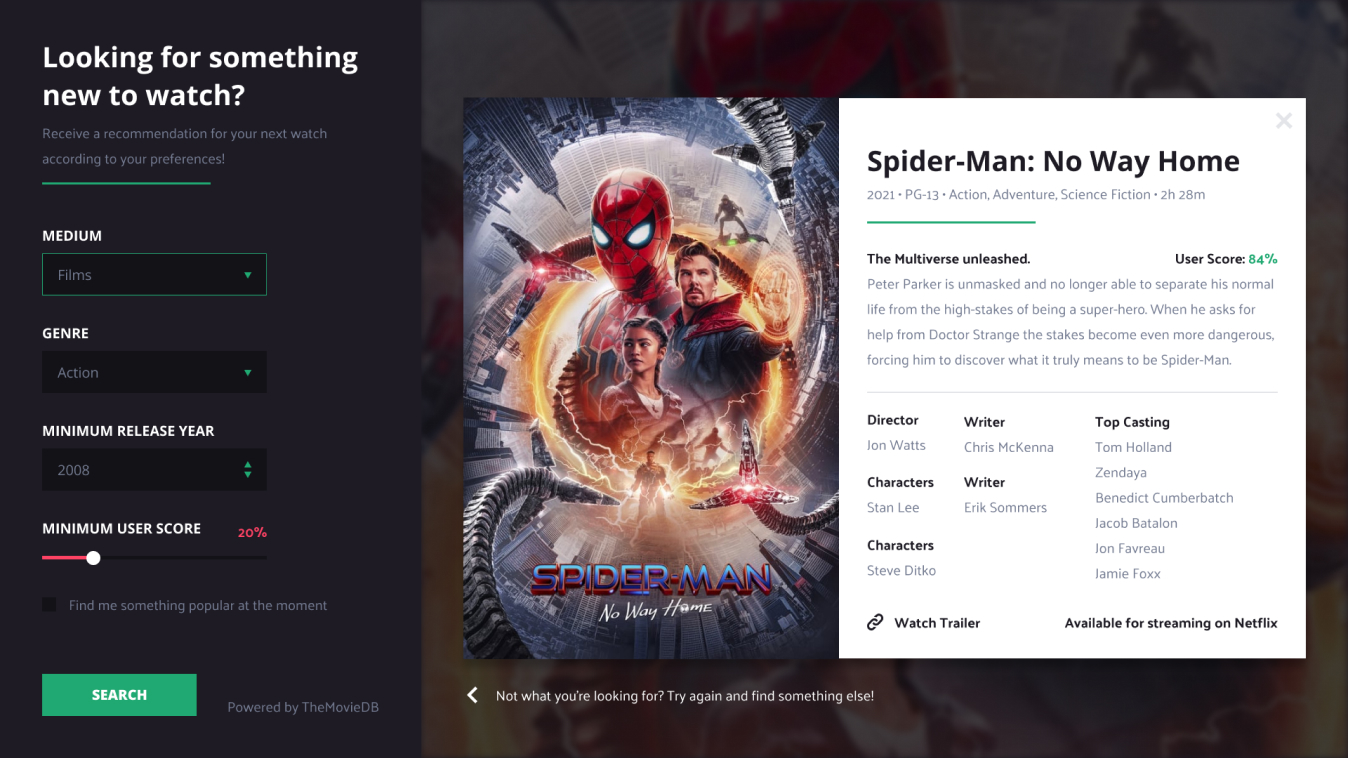 Looking for something
new to watch?
Receive a recommendation for your next watch
according to your preferences!
MEDIUM
Films
GENRE
Action
MINIMUM RELEASE YEAR
2008
MINIMUM USER SCORE
20%
Find me something popular at the moment
SEARCH
Powered by TheMovieDB
SPIDER-MAN
No Way Home
Spider-Man: No Way Home
2021 • PG-13 • Action, Adventure, Science Fiction • 2h 28m
The Multiverse unleashed.
User Score: 84%
Peter Parker is unmasked and no longer able to separate his normal
life from the high-stakes of being a super-hero. When he asks for
help from Doctor Strange the stakes become even more dangerous,
forcing him to discover what it truly means to be Spider-Man.
Director
Jon Watts
Characters
Stan Lee
Characters
Steve Ditko
Writer
Chris McKenna
Writer
Erik Sommers
Top Casting
Tom Holland
Zendaya
Benedict Cumberbatch
Jacob Batalon
Jon Favreau
Jamie Foxx
Watch Trailer
Available for streaming on Netflix
Not what you're looking for? Try again and find something else!